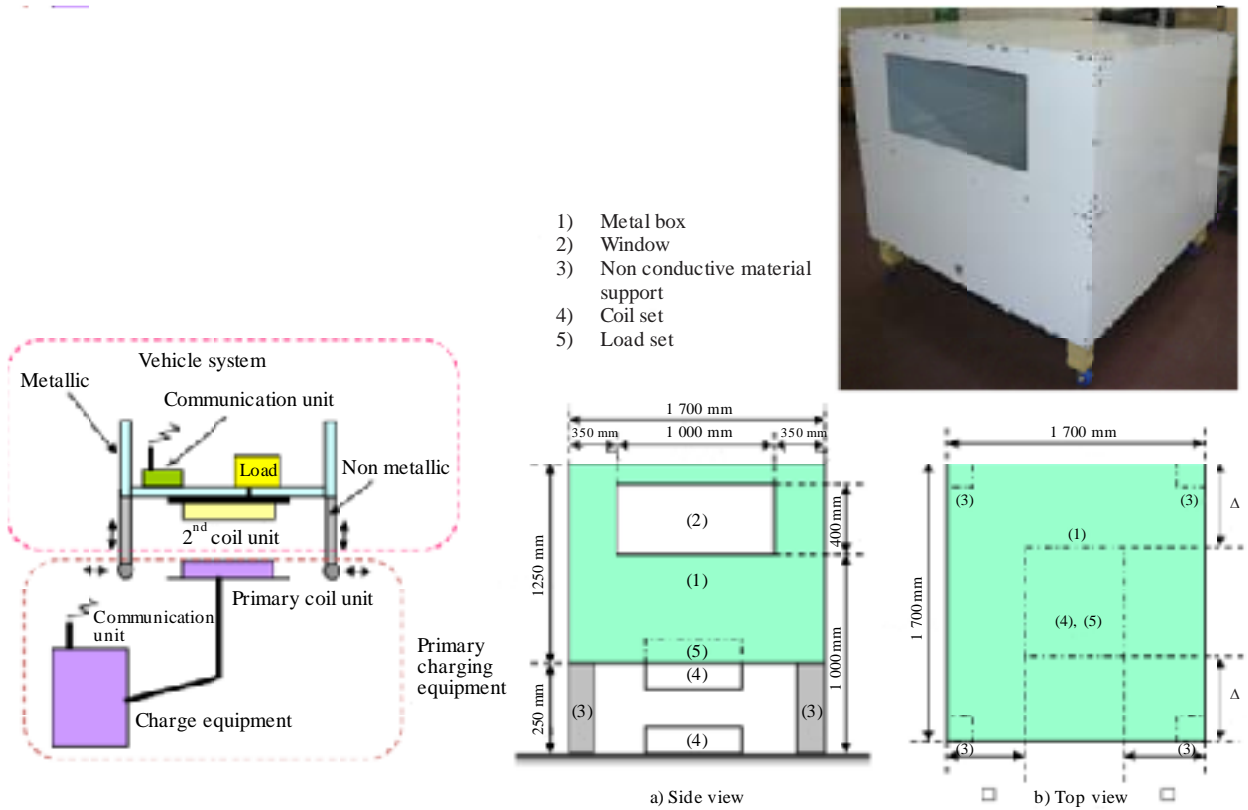 1) Metal box
2) Window
3) Non conductive material
support
4) Coil set
5) Load set
Vehicle system
Metallic
Communication unit
Load
Non metallic
2nd coil unit
Primary coil unit
Communication
unit
Primary
charging
equipment
Charge equipment
1 700 mm
350 mm
1 000 mm
350 mm
(2)
400 mm
1250 mm
(1)
(5)
(4)
1 000 mm
250 mm
(3)
(3)
(4)
a) Side view
1 700 mm
(3)
(3)
Δ
(1)
1 700 mm
(4), (5)
Δ
(3)
(3)
b) Top view